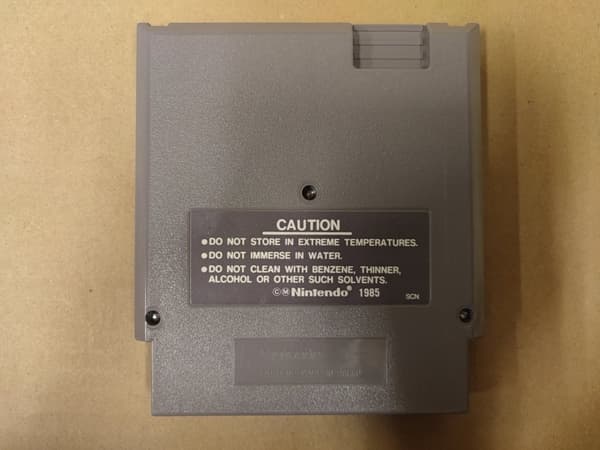 CAUTION
●DO NOT STORE IN EXTREME TEMPERATURES.
●DO NOT IMMERSE IN WATER.
●DO NOT CLEAN WITH BENZENE, THINNER,
ALCOHOL OR OTHER SUCH SOLVENTS.
©Ⓜ Nintendo® 1985
SCN